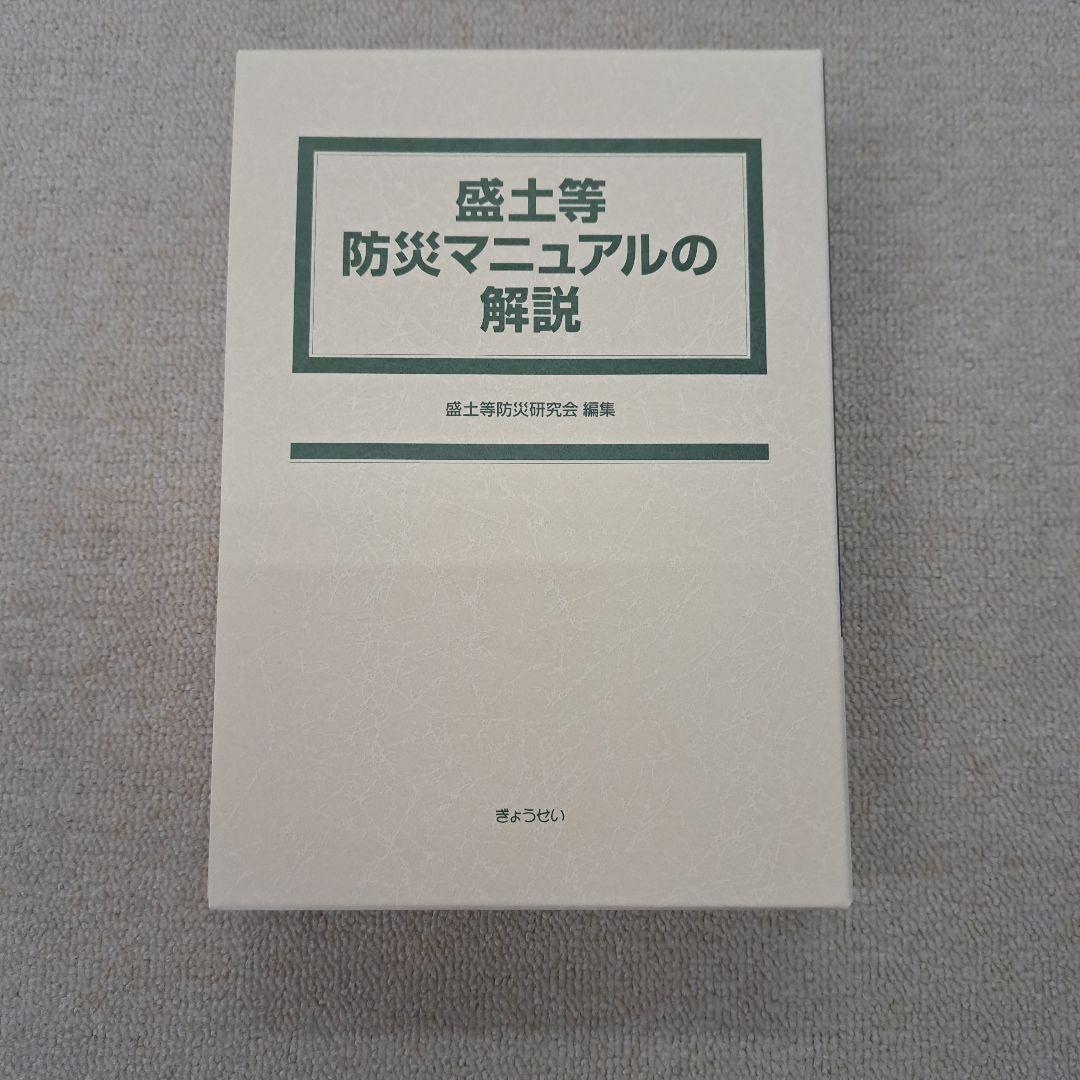 盛土等
防災マニュアルの
解説
盛土等防災研究会 編集
ぎょうせい